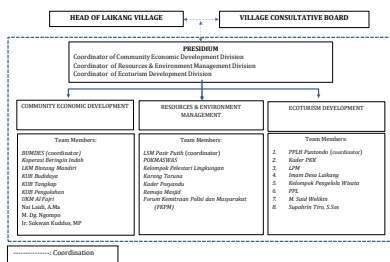 HEAD OF LAIKANG VILLAGE
VILLAGE CONSULTATIVE BOARD
PRESIDIUM
Coordinator of Community Economic Development Division
Coordinator of Resources & Environment Management Division
Coordinator of Ecotourism Development Division
COMMUNITY ECONOMIC DEVELOPMENT
Team Members:
BUMDES (coordinator)
Koperasi Beringin Indah
LKM Bintang Mandiri
KUB Budidaya
KUB Tangkap
KUB Pengolahan
UKM Al Fajri
Nai Laidi, A.Ma
M. Dg. Ngompo
Ir. Sukwan Kuddus, MP
RESOURCES & ENVIRONMENT
MANAGEMENT
Team Members:
LSM Pasir Putih (coordinator)
POKMASWAS
Kelompok Pelestari Lingkungan
Karang Taruna
Kader Posyandu
Remaja Masjid
Forum Kemitraan Polisi dan Masyarakat
(FKPM)
ECOTOURISM DEVELOPMENT
Team Members:
1. PPLH Puntondo (coordinator)
2. Kader PKK
3. LPM
4. Imam Desa Laikang
5. Kelompok Pengelola Wisata
6. PPL
7. M. Said Welikin
8. Supahrin Tiro, S.Sos
----------------: Coordination